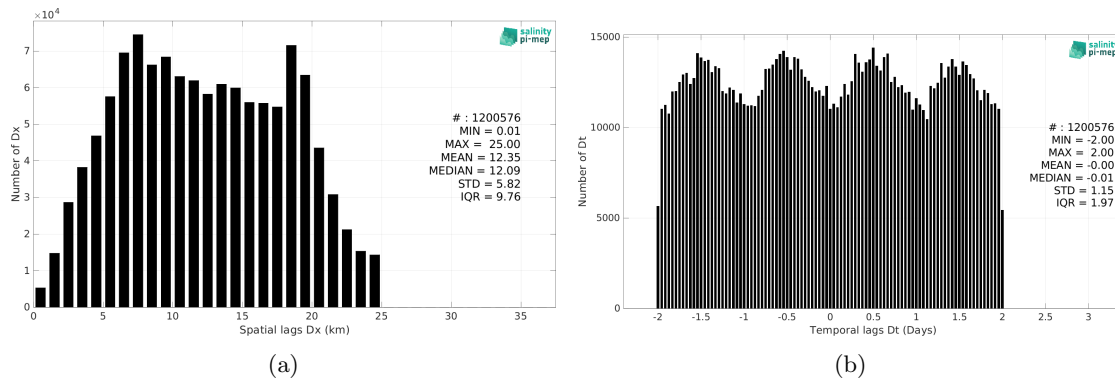 ×10⁴
7
6
5
4
3
2
1
0
Number of Dx
0 5 10 15 20 25 30 35
Spatial lags Dx (km)
salinity
pi-mep
# : 1200576
MIN = 0.01
MAX = 25.00
MEAN = 12.35
MEDIAN = 12.09
STD = 5.82
IQR = 9.76
(a)
15000
10000
5000
0
Number of Dt
-2 -1.5 -1 -0.5 0 0.5 1 1.5 2 2.5 3
Temporal lags Dt (Days)
salinity
pi-mep
# : 1200576
MIN = -2.00
MAX = 2.00
MEAN = -0.00
MEDIAN = -0.01
STD = 1.15
IQR = 1.97
(b)